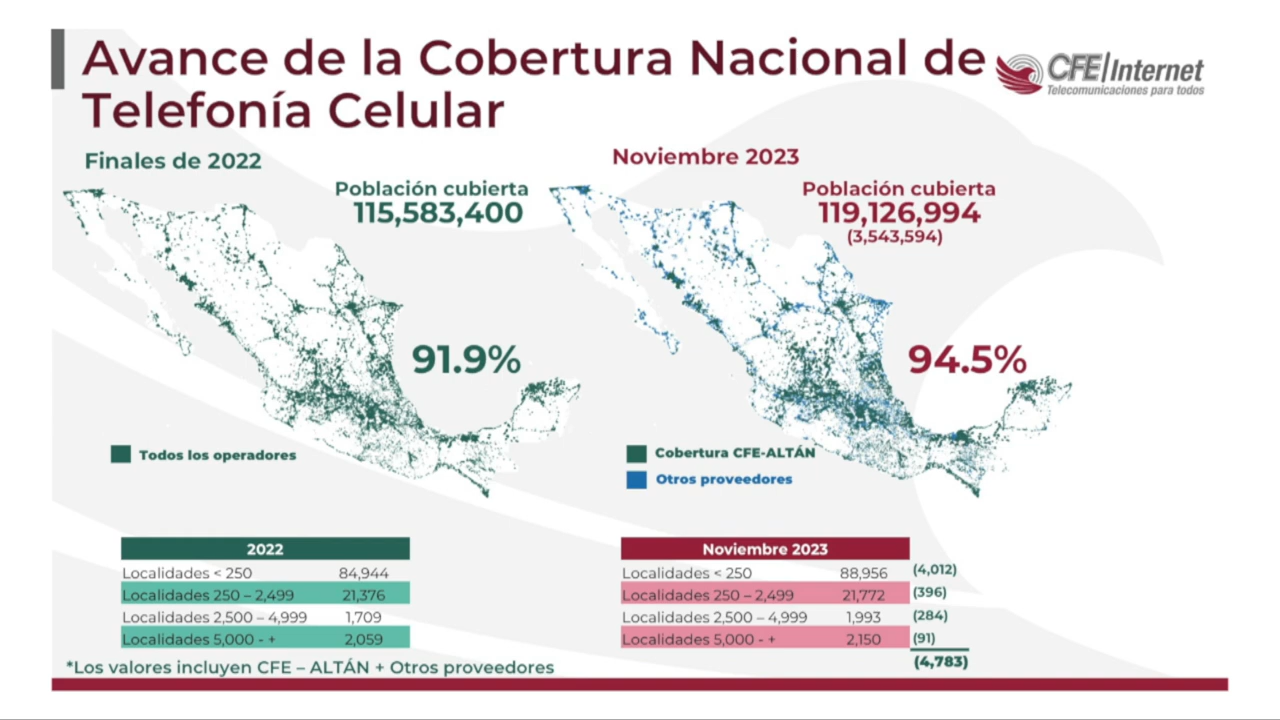 Avance de la Cobertura Nacional de
Telefonía Celular
CFE|Internet
Telecomunicaciones para todos
Finales de 2022
Población cubierta
115,583,400
91.9%
Todos los operadores
Noviembre 2023
Población cubierta
119,126,994
(3,543,594)
94.5%
Cobertura CFE-ALTÁN
Otros proveedores
2022
Localidades < 250 84,944
Localidades 250 – 2,499 21,376
Localidades 2,500 – 4,999 1,709
Localidades 5,000 - + 2,059
Noviembre 2023
Localidades < 250 88,956 (4,012)
Localidades 250 – 2,499 21,772 (396)
Localidades 2,500 – 4,999 1,993 (284)
Localidades 5,000 - + 2,150 (91)
(4,783)
*Los valores incluyen CFE – ALTÁN + Otros proveedores